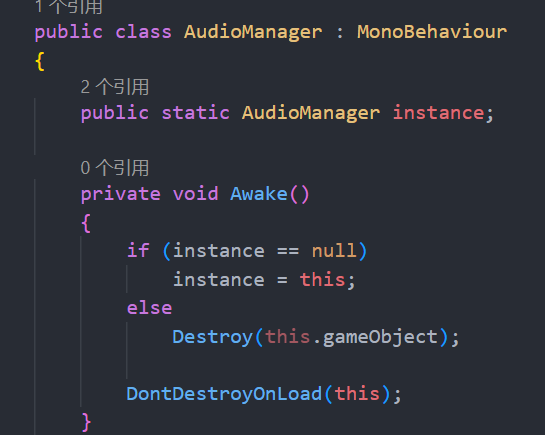 1 个引用
public class AudioManager : MonoBehaviour
{
2 个引用
public static AudioManager instance;
0 个引用
private void Awake()
{
if (instance == null)
instance = this;
else
Destroy(this.gameObject);
DontDestroyOnLoad(this);
}